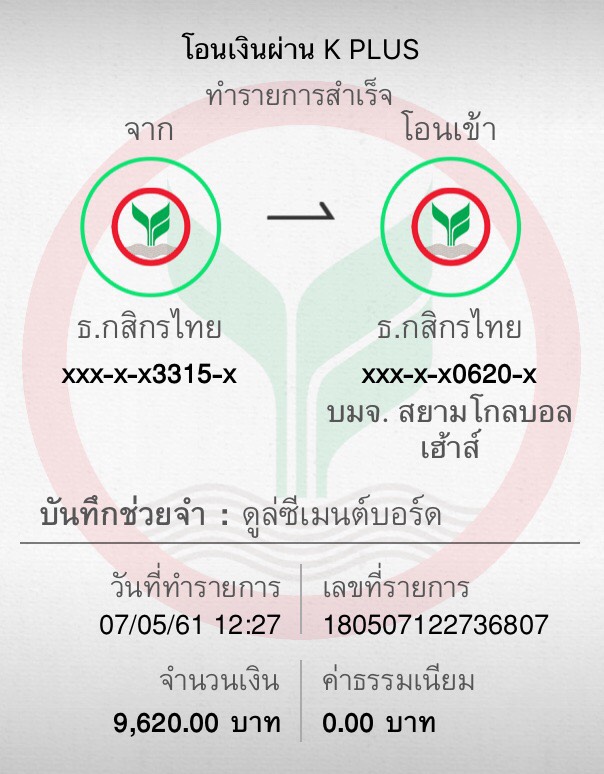 โอนเงินผ่าน K PLUS
ทำรายการสำเร็จ
จาก
โอนเข้า
ธ.กสิกรไทย
ธ.กสิกรไทย
xxx-x-x3315-x
xxx-x-x0620-x
บมจ. สยามโกลบอล
เฮ้าส์
บันทึกช่วยจำ : ดูล่ซีเมนต์บอร์ด
วันที่ทำรายการ
เลขที่รายการ
07/05/61 12:27
180507122736807
จำนวนเงิน
ค่าธรรมเนียม
9,620.00 บาท
0.00 บาท